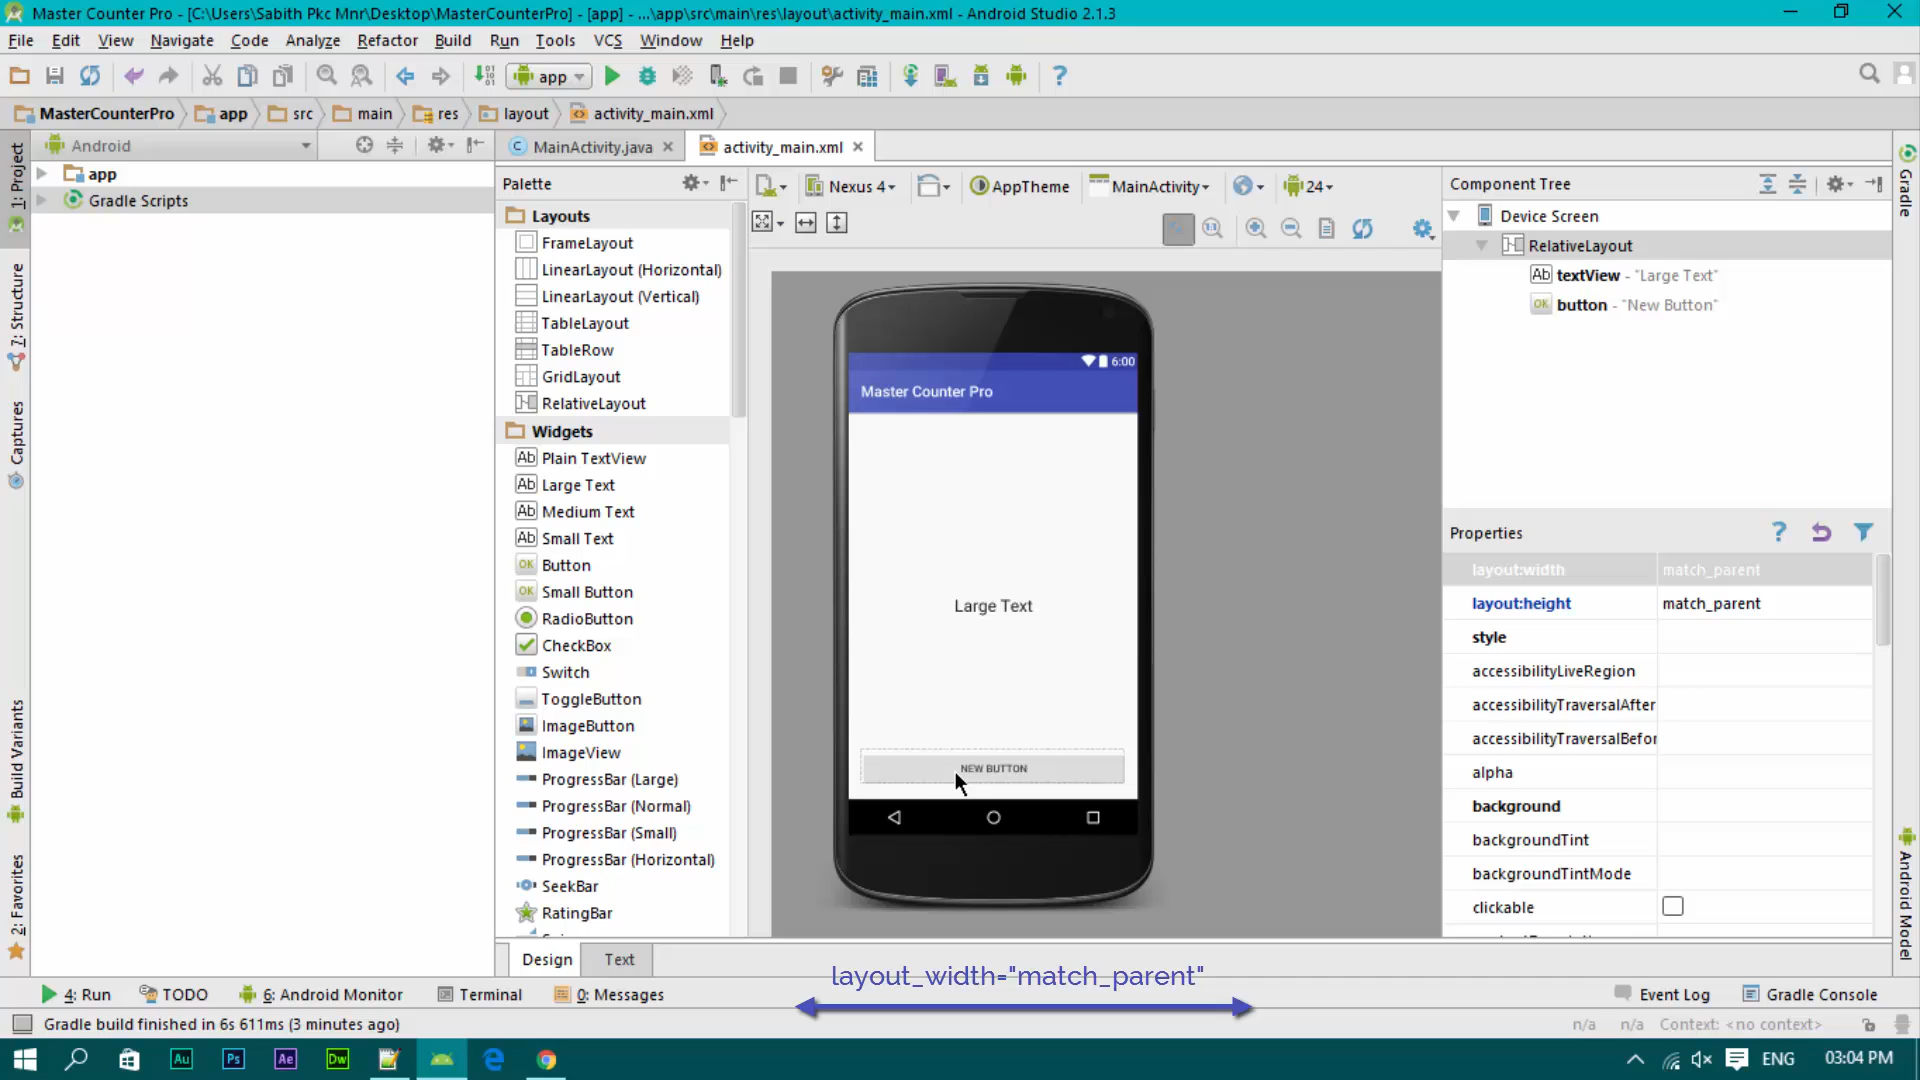 Master Counter Pro - [C:\Users\Sabith Pkc Mnr\Desktop\MasterCounterPro] - [app] - ...\app\src\main\res\layout\activity_main.xml - Android Studio 2.1.3
File Edit View Navigate Code Analyze Refactor Build Run Tools VCS Window Help
app
MasterCounterPro app src main res layout activity_main.xml
1: Project
7: Structure
Captures
Build Variants
2: Favorites
Android
app
Gradle Scripts
MainActivity.java activity_main.xml
Palette
Layouts
FrameLayout
LinearLayout (Horizontal)
LinearLayout (Vertical)
TableLayout
TableRow
GridLayout
RelativeLayout
Widgets
Plain TextView
Large Text
Medium Text
Small Text
Button
Small Button
RadioButton
CheckBox
Switch
ToggleButton
ImageButton
ImageView
ProgressBar (Large)
ProgressBar (Normal)
ProgressBar (Small)
ProgressBar (Horizontal)
SeekBar
RatingBar
Nexus 4 AppTheme MainActivity 24
6:00
Master Counter Pro
Large Text
NEW BUTTON
Design Text
Component Tree
Device Screen
RelativeLayout
textView - "Large Text"
button - "New Button"
Properties
layout:width match_parent
layout:height match_parent
style
accessibilityLiveRegion
accessibilityTraversalAfter
accessibilityTraversalBefor
alpha
background
backgroundTint
backgroundTintMode
clickable
Gradle
Android Model
layout_width="match_parent"
4: Run TODO 6: Android Monitor Terminal 0: Messages Event Log Gradle Console
Gradle build finished in 6s 611ms (3 minutes ago) n/a n/a Context: <no context>
Au Ps Ae Dw ENG 03:04 PM